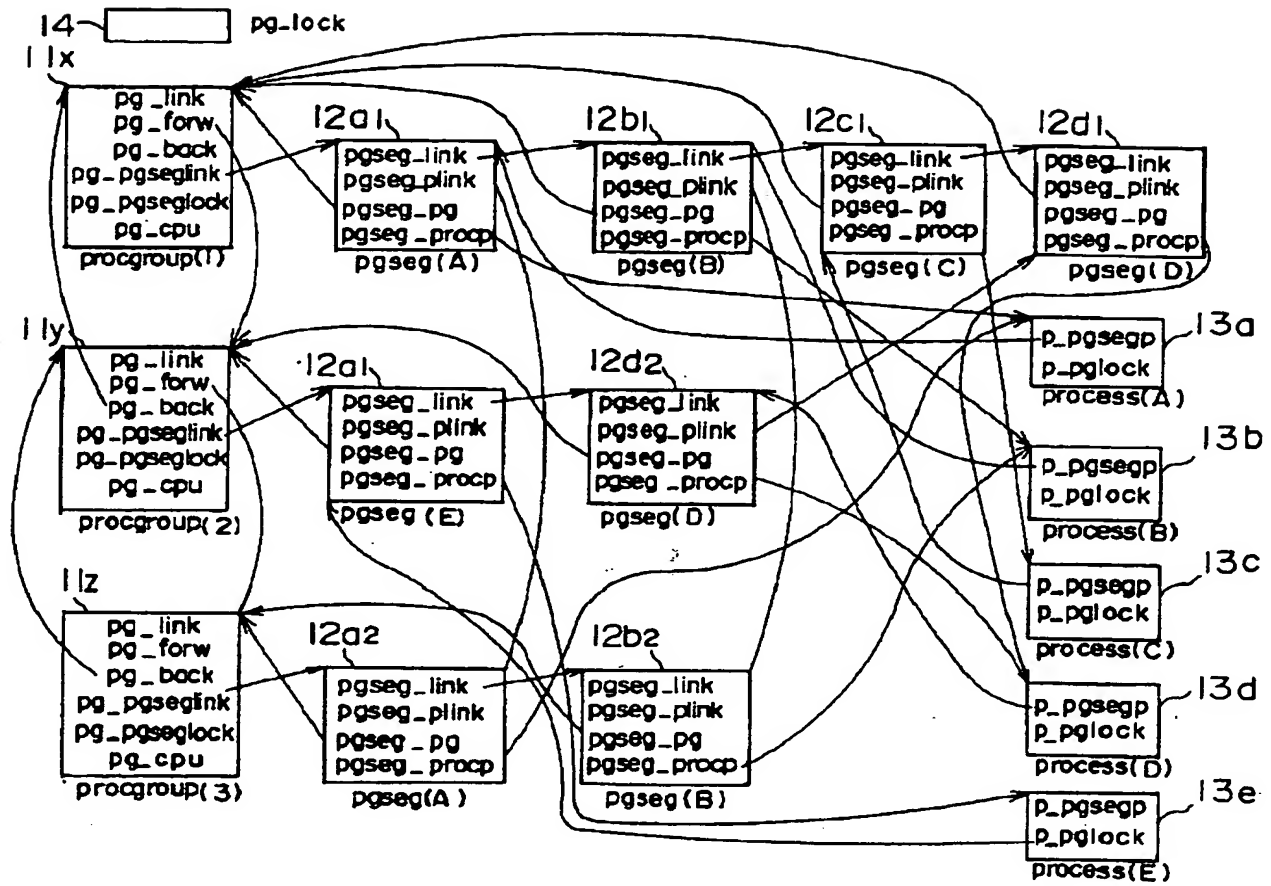 14
pg_lock
11x
pg_link
pg_forw
pg_back
pg_pgseglink
pg_pgseglock
pg_cpu
procgroup(1)
12a1
pgseg_link
pgseg_plink
pgseg_pg
pgseg_procp
pgseg(A)
12b1
pgseg_link
pgseg_plink
pgseg_pg
pgseg_procp
pgseg(B)
12c1
pgseg_link
pgseg_plink
pgseg_pg
pgseg_procp
pgseg(C)
12d1
pgseg_link
pgseg_plink
pgseg_pg
pgseg_procp
pgseg(D)
11y
pg_link
pg_forw
pg_back
pg_pgseglink
pg_pgseglock
pg_cpu
procgroup(2)
12a1
pgseg_link
pgseg_plink
pgseg_pg
pgseg_procp
pgseg (E)
12d2
pgseg_link
pgseg_plink
pgseg_pg
pgseg_procp
pgseg(D)
11z
pg_link
pg_forw
pg_back
pg_pgseglink
pg_pgseglock
pg_cpu
procgroup(3)
12a2
pgseg_link
pgseg_plink
pgseg_pg
pgseg_procp
pgseg(A)
12b2
pgseg_link
pgseg_plink
pgseg_pg
pgseg_procp
pgseg(B)
13a
p_pgsegp
p_pglock
process(A)
13b
p_pgsegp
p_pglock
process(B)
13c
p_pgsegp
p_pglock
process(C)
13d
p_pgsegp
p_pglock
process(D)
13e
p_pgsegp
p_pglock
process(E)